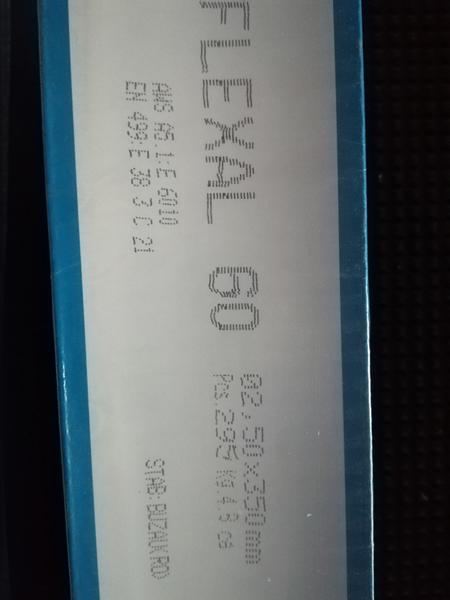 FLEXAL 60
AWS A5.1:E 6010
EN 499:E 38 3 C 21
Ø2,50x350mm
Pcs.295 Kg.4.8 ca
STAB:BUZAU(RO)